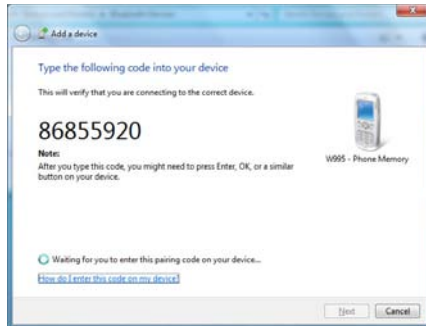 Add a device
Type the following code into your device
This will verify that you are connecting to the correct device.
86855920
Note:
After you type this code, you might need to press Enter, OK, or a similar
button on your device.
W995 - Phone Memory
Waiting for you to enter this pairing code on your device...
How do I enter this code on my device?
Next
Cancel